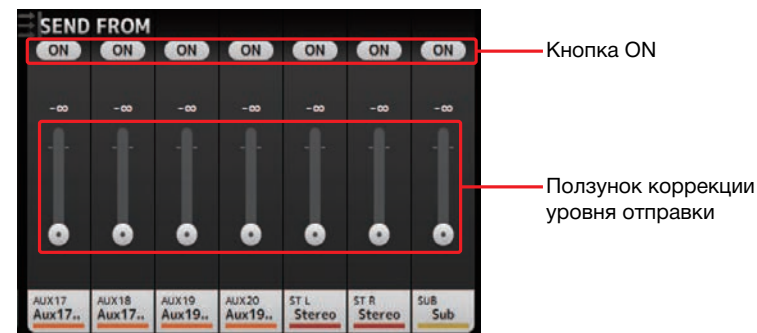 SEND FROM
ON ON ON ON ON ON ON
Кнопка ON
-∞ -∞ -∞ -∞ -∞ -∞ -∞
Ползунок коррекции
уровня отправки
AUX17 AUX18 AUX19 AUX20 ST L ST R SUB
Aux17.. Aux17.. Aux19.. Aux19.. Stereo Stereo Sub